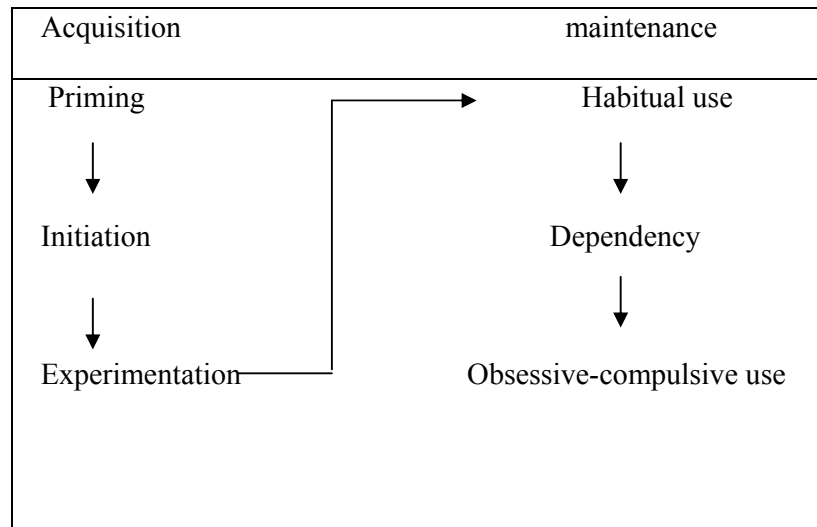 Acquisition maintenance
Priming Habitual use
Initiation Dependency
Experimentation Obsessive-compulsive use